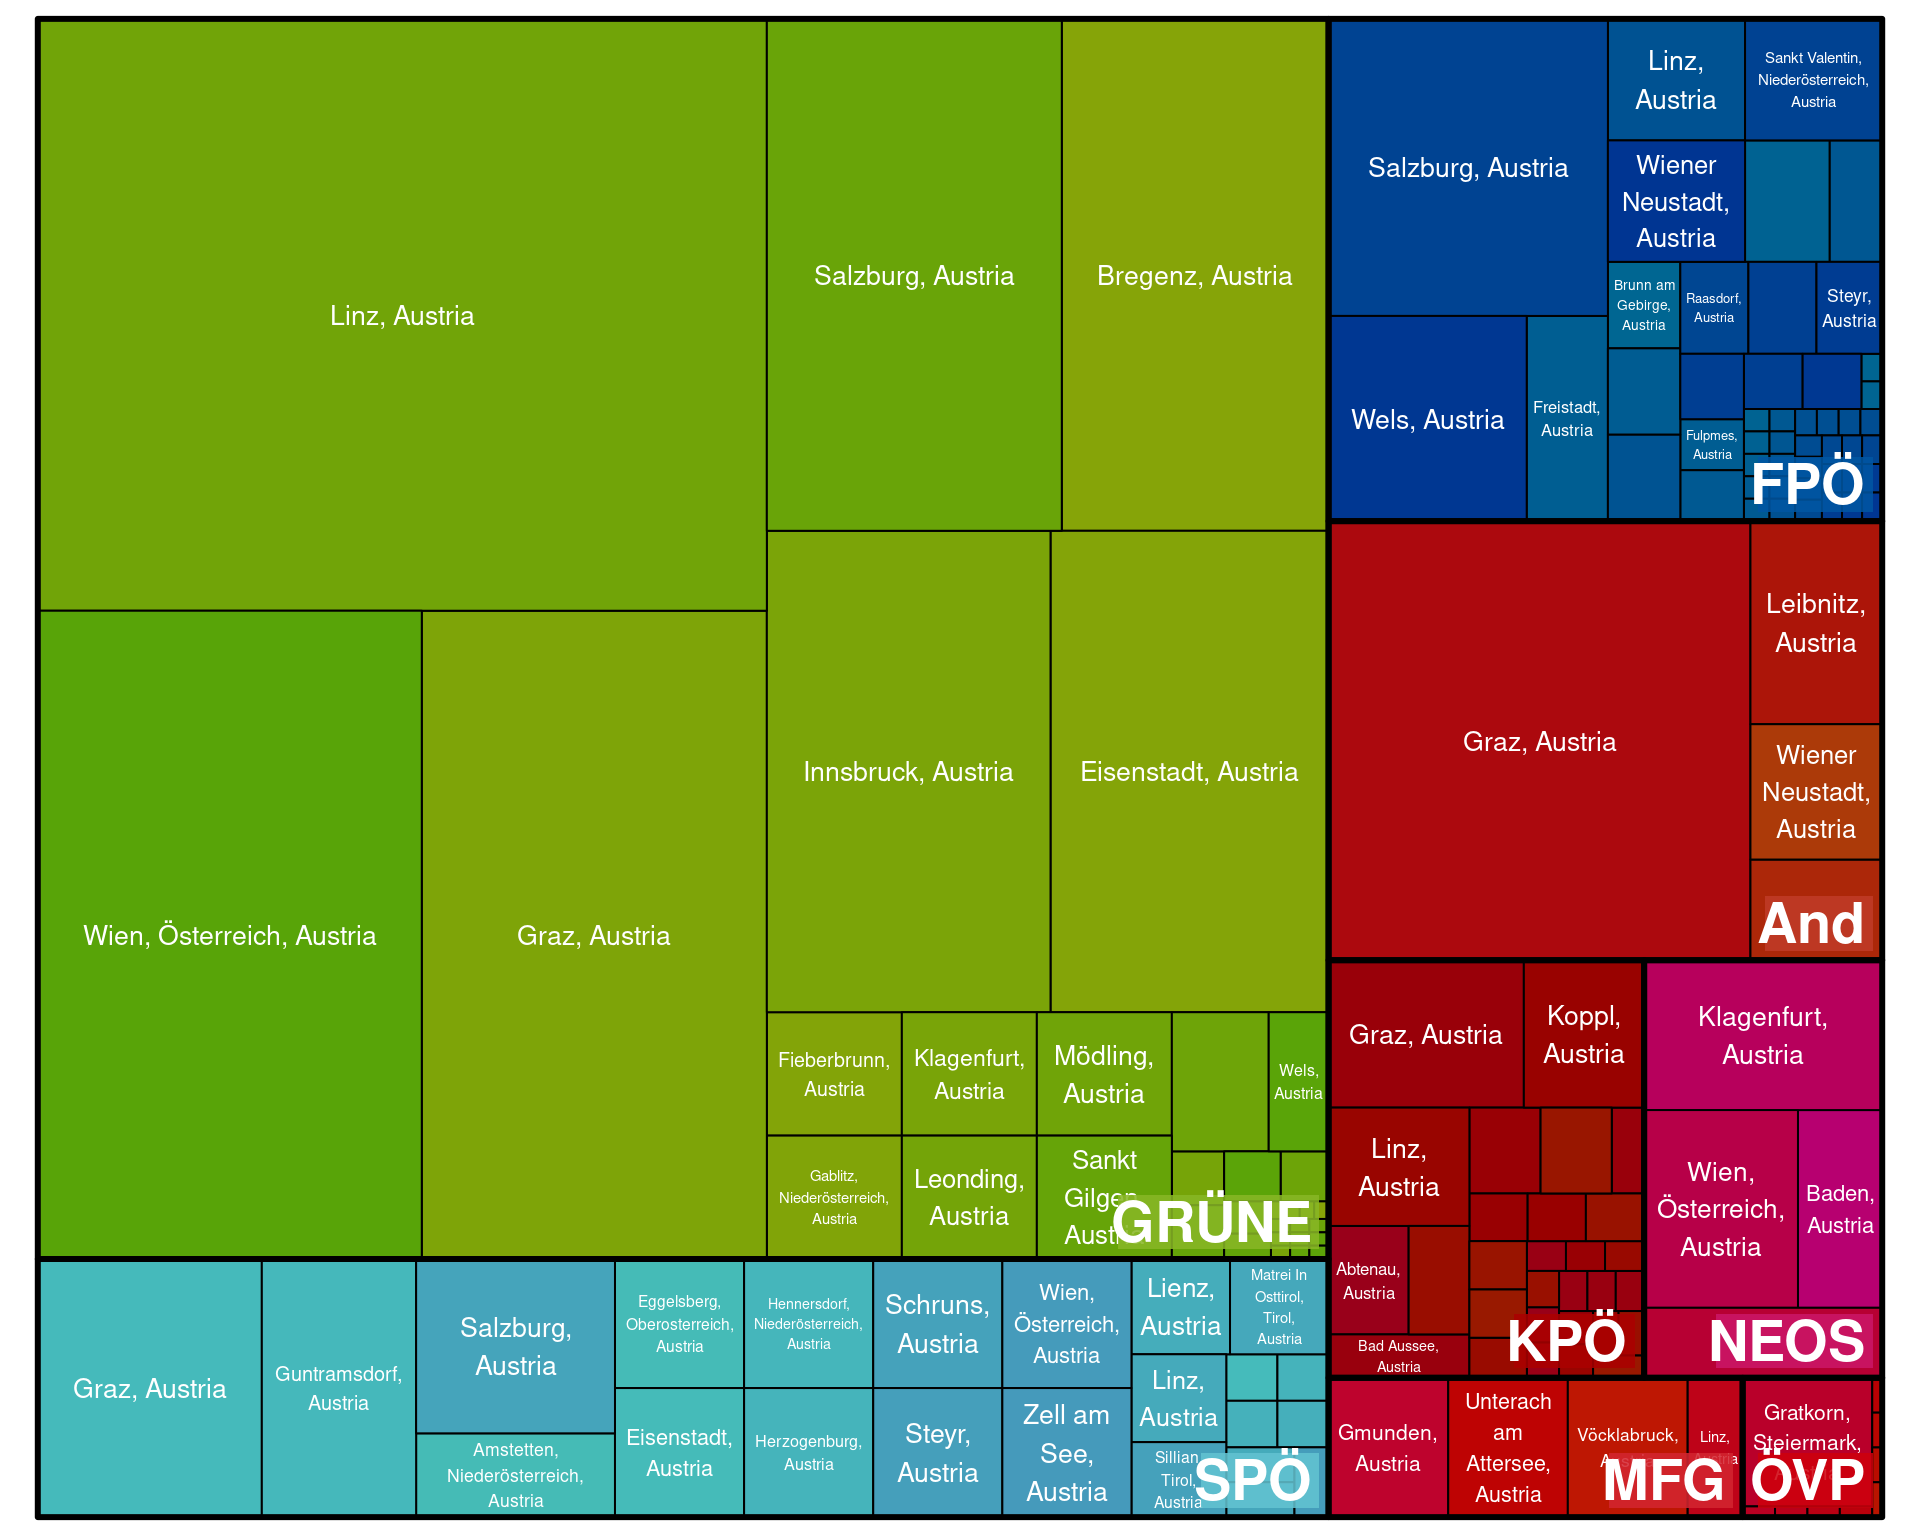 Linz, Austria
Salzburg, Austria
Bregenz, Austria
Wien, Österreich, Austria
Graz, Austria
Innsbruck, Austria
Eisenstadt, Austria
Fieberbrunn,
Austria
Klagenfurt,
Austria
Mödling,
Austria
Wels,
Austria
Gablitz,
Niederösterreich,
Austria
Leonding,
Austria
Sankt
Gilgen
Austria
GRÜNE
Graz, Austria
Guntramsdorf,
Austria
Salzburg,
Austria
Amstetten,
Niederösterreich,
Austria
Eggelsberg,
Oberosterreich,
Austria
Eisenstadt,
Austria
Hennersdorf,
Niederösterreich,
Austria
Herzogenburg,
Austria
Schruns,
Austria
Steyr,
Austria
Wien,
Österreich,
Austria
Zell am
See,
Austria
Lienz,
Austria
Matrei In
Osttirol,
Tirol,
Austria
Linz,
Austria
Sillian
Tirol,
Austria
SPÖ
Salzburg, Austria
Linz,
Austria
Sankt Valentin,
Niederösterreich,
Austria
Wiener
Neustadt,
Austria
Wels, Austria
Freistadt,
Austria
Brunn am
Gebirge,
Austria
Raasdorf,
Austria
Steyr,
Austria
Fulpmes,
Austria
FPÖ
Graz, Austria
Leibnitz,
Austria
Wiener
Neustadt,
Austria
And
Graz, Austria
Koppl,
Austria
Linz,
Austria
Abtenau,
Austria
Bad Aussee,
Austria
KPÖ
Klagenfurt,
Austria
Wien,
Österreich,
Austria
Baden,
Austria
NEOS
Gmunden,
Austria
Unterach
am
Attersee,
Austria
Vöcklabruck,
Austria
Linz,
Austria
MFG
Gratkorn,
Steiermark,
Austria
ÖVP